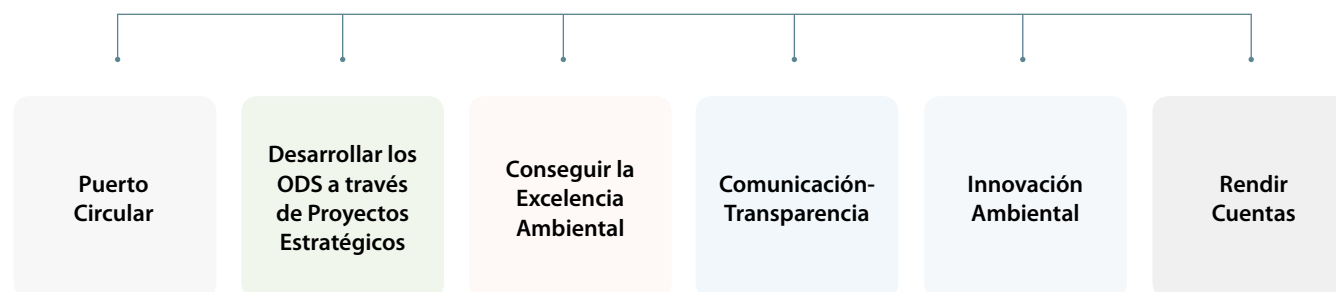 Puerto
Circular
Desarrollar los
ODS a través
de Proyectos
Estratégicos
Conseguir la
Excelencia
Ambiental
Comunicación-
Transparencia
Innovación
Ambiental
Rendir
Cuentas